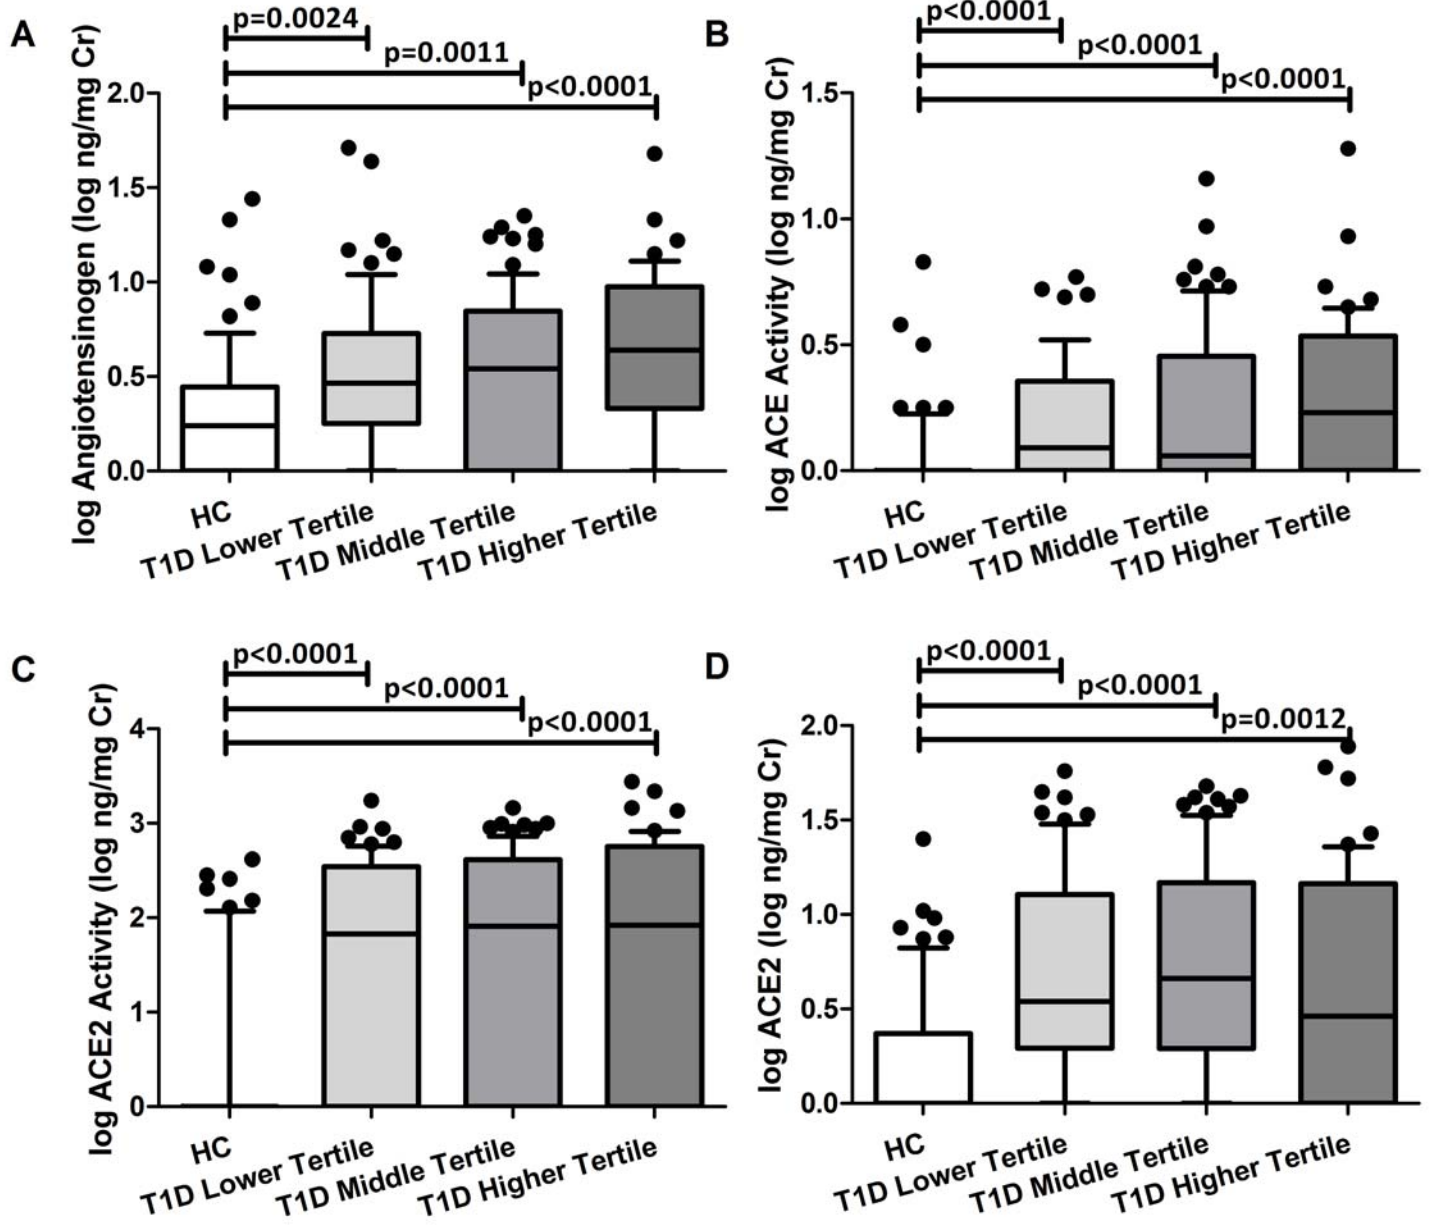 A
p=0.0024
p=0.0011
p<0.0001
log Angiotensinogen (log ng/mg Cr)
2.0
1.5
1.0
0.5
0.0
HC
T1D Lower Tertile
T1D Middle Tertile
T1D Higher Tertile
B
p<0.0001
p<0.0001
p<0.0001
log ACE Activity (log ng/mg Cr)
1.5
1.0
0.5
0.0
HC
T1D Lower Tertile
T1D Middle Tertile
T1D Higher Tertile
C
p<0.0001
p<0.0001
p<0.0001
log ACE2 Activity (log ng/mg Cr)
4
3
2
1
0
HC
T1D Lower Tertile
T1D Middle Tertile
T1D Higher Tertile
D
p<0.0001
p<0.0001
p=0.0012
log ACE2 (log ng/mg Cr)
2.0
1.5
1.0
0.5
0.0
HC
T1D Lower Tertile
T1D Middle Tertile
T1D Higher Tertile